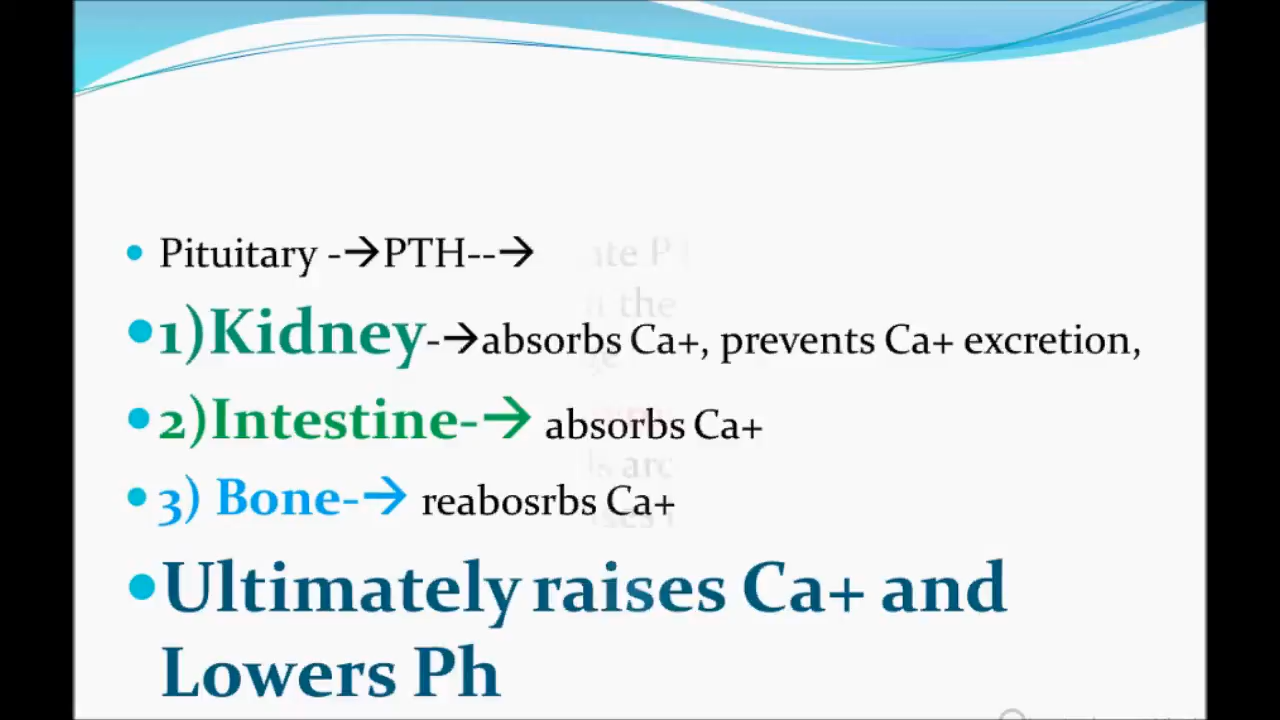 Pituitary -→PTH--→
1)Kidney-→absorbs Ca+, prevents Ca+ excretion,
2)Intestine-→ absorbs Ca+
3) Bone-→ reabosrbs Ca+
Ultimately raises Ca+ and
Lowers Ph